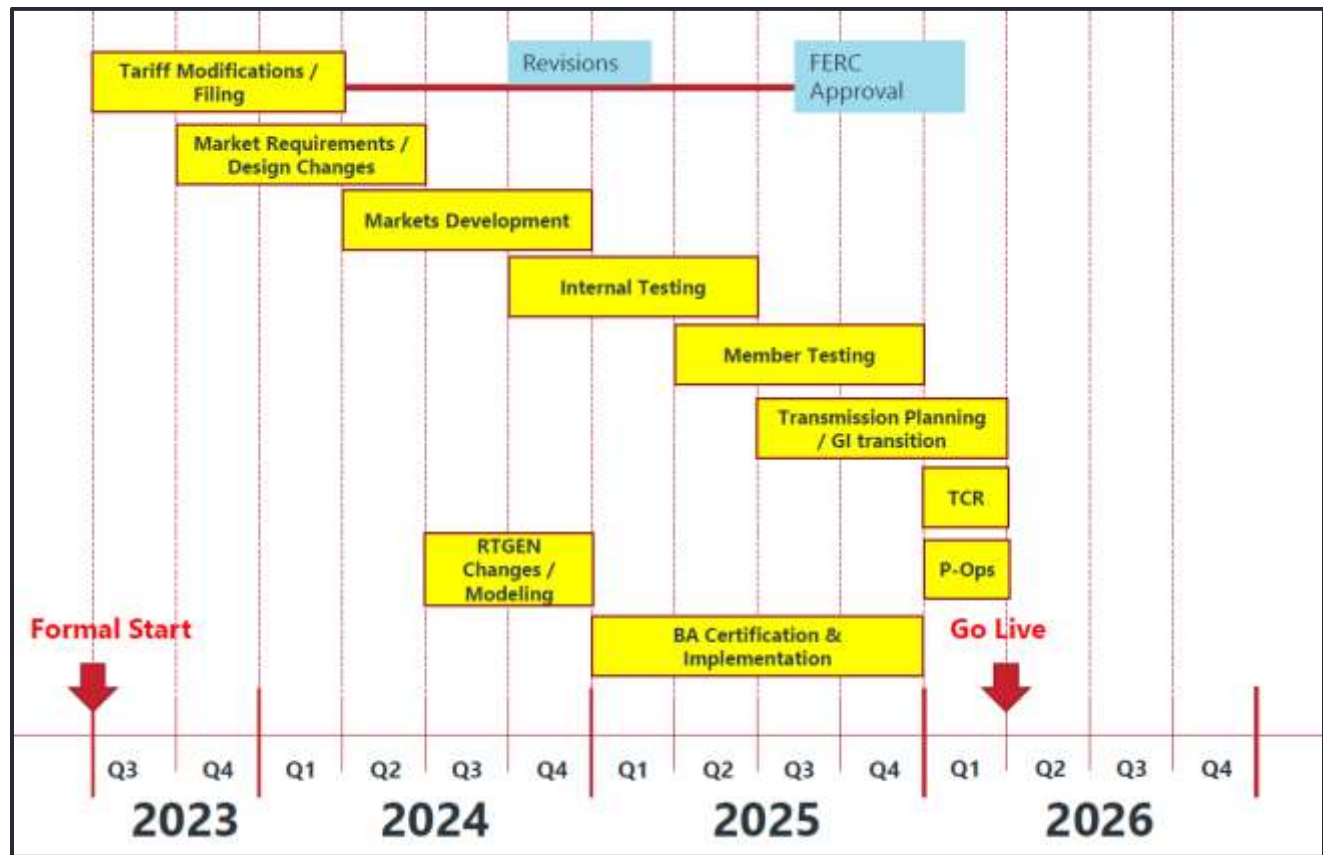 Tariff Modifications /
Filing
Revisions
FERC
Approval
Market Requirements /
Design Changes
Markets Development
Internal Testing
Member Testing
Transmission Planning
/ GI transition
TCR
RTGEN
Changes /
Modeling
P-Ops
Formal Start
BA Certification &
Implementation
Go Live
Q3 Q4 Q1 Q2 Q3 Q4 Q1 Q2 Q3 Q4 Q1 Q2 Q3 Q4
2023 2024 2025 2026